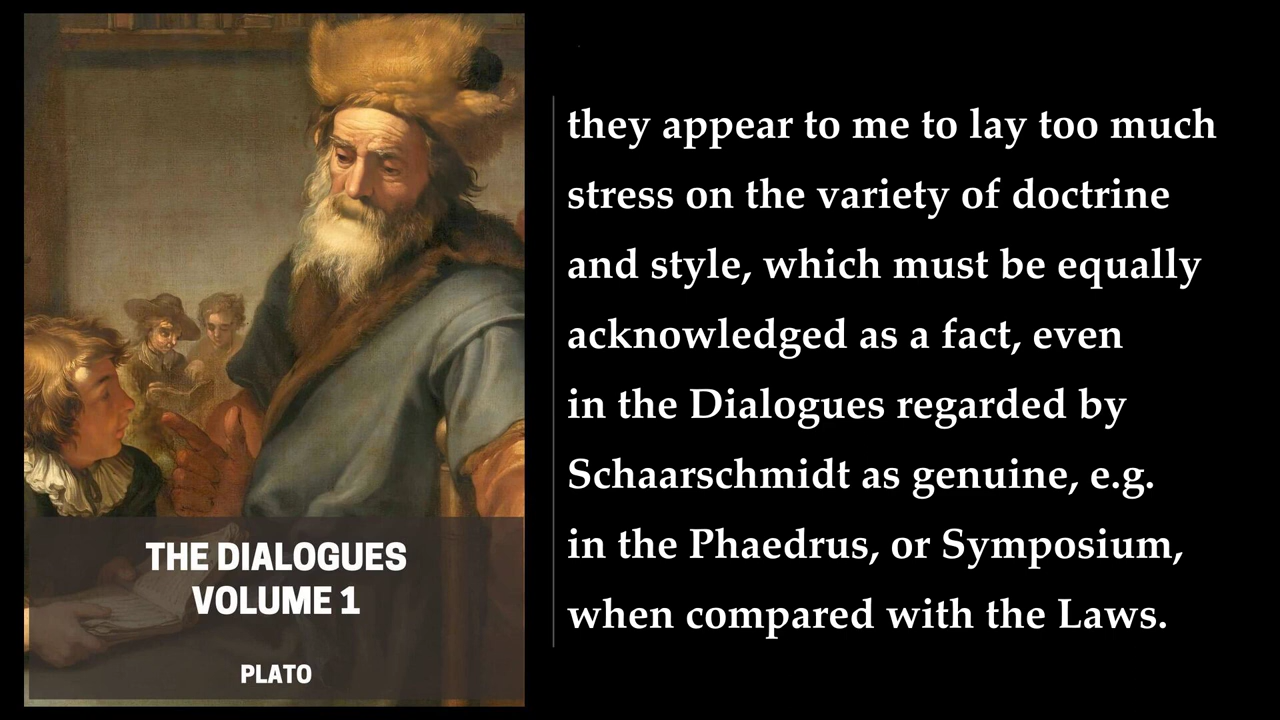 THE DIALOGUES
VOLUME 1
PLATO
they appear to me to lay too much
stress on the variety of doctrine
and style, which must be equally
acknowledged as a fact, even
in the Dialogues regarded by
Schaarschmidt as genuine, e.g.
in the Phaedrus, or Symposium,
when compared with the Laws.